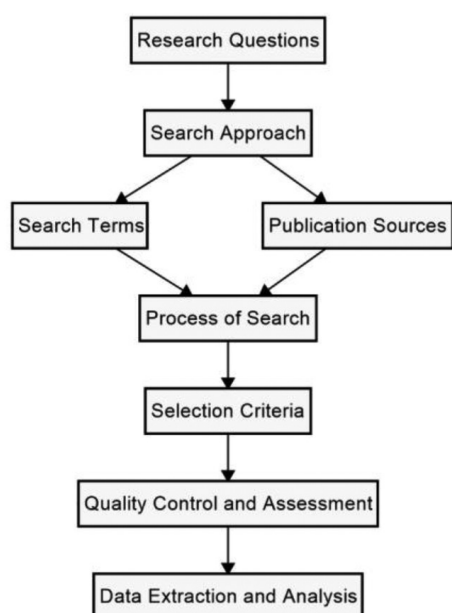 Research Questions
Search Approach
Search Terms
Publication Sources
Process of Search
Selection Criteria
Quality Control and Assessment
Data Extraction and Analysis